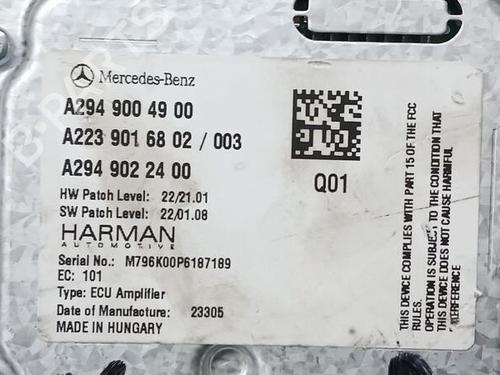 Mercedes-Benz
A294 900 49 00
A223 901 68 02 / 003
A294 902 24 00
HW Patch Level: 22/21.01
SW Patch Level: 22/01.08
HARMAN
AUTOMOTIVE
Serial No.: M796K00P6187189
EC: 101
Type: ECU Amplifier
Date of Manufacture: 23305
MADE IN HUNGARY
Q01
THIS DEVICE COMPLIES WITH PART 15 OF THE FCC
RULES.
OPERATION IS SUBJECT TO THE CONDITION THAT
THIS DEVICE DOES NOT CAUSE HARMFUL
INTERFERENCE
B-PARTS